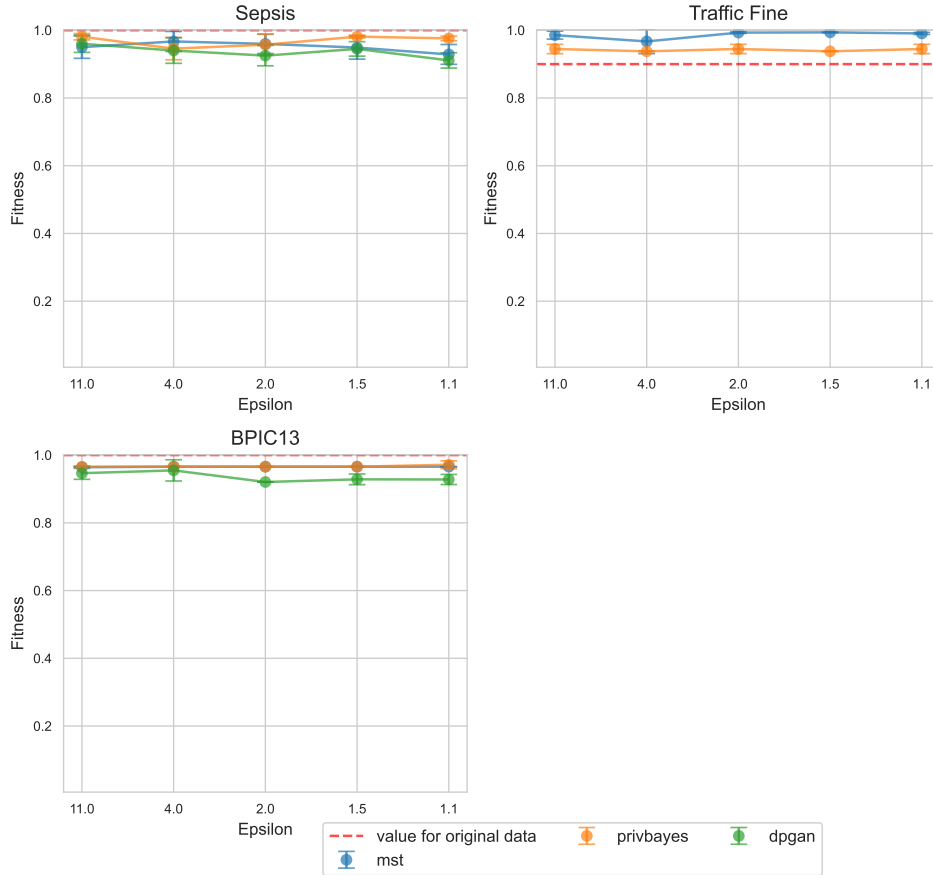 Sepsis
1.0
0.8
0.6
0.4
0.2
Fitness
11.0 4.0 2.0 1.5 1.1
Epsilon
Traffic Fine
1.0
0.8
0.6
0.4
0.2
Fitness
11.0 4.0 2.0 1.5 1.1
Epsilon
BPIC13
1.0
0.8
0.6
0.4
0.2
Fitness
11.0 4.0 2.0 1.5 1.1
Epsilon
value for original data privbayes dpgan
mst